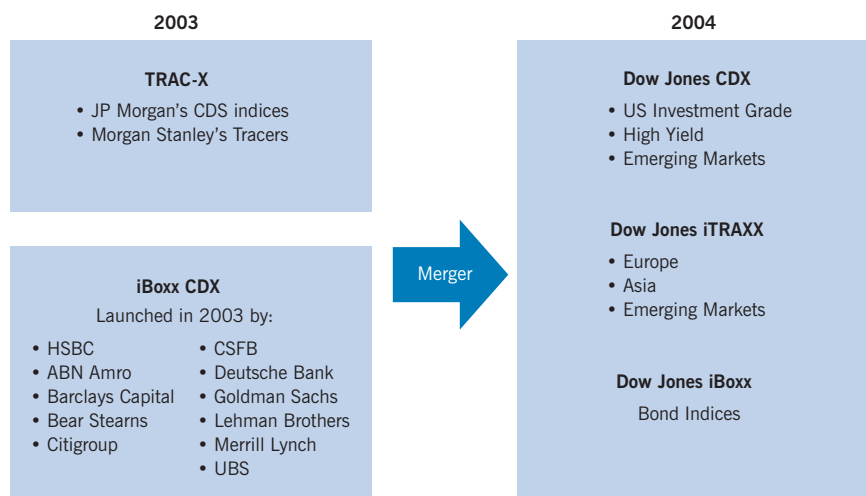 2003
TRAC-X
• JP Morgan’s CDS indices
• Morgan Stanley’s Tracers
iBoxx CDX
Launched in 2003 by:
• HSBC
• ABN Amro
• Barclays Capital
• Bear Stearns
• Citigroup
• CSFB
• Deutsche Bank
• Goldman Sachs
• Lehman Brothers
• Merrill Lynch
• UBS
Merger
2004
Dow Jones CDX
• US Investment Grade
• High Yield
• Emerging Markets
Dow Jones iTRAXX
• Europe
• Asia
• Emerging Markets
Dow Jones iBoxx
Bond Indices